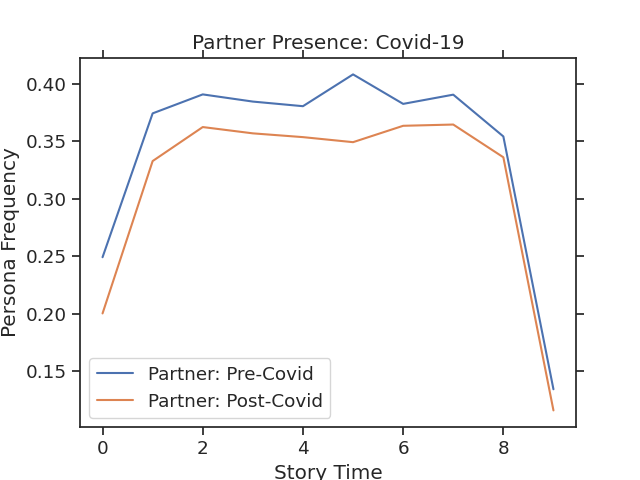 Partner Presence: Covid-19
Persona Frequency
0.40
0.35
0.30
0.25
0.20
0.15
Partner: Pre-Covid
Partner: Post-Covid
0 2 4 6 8
Story Time